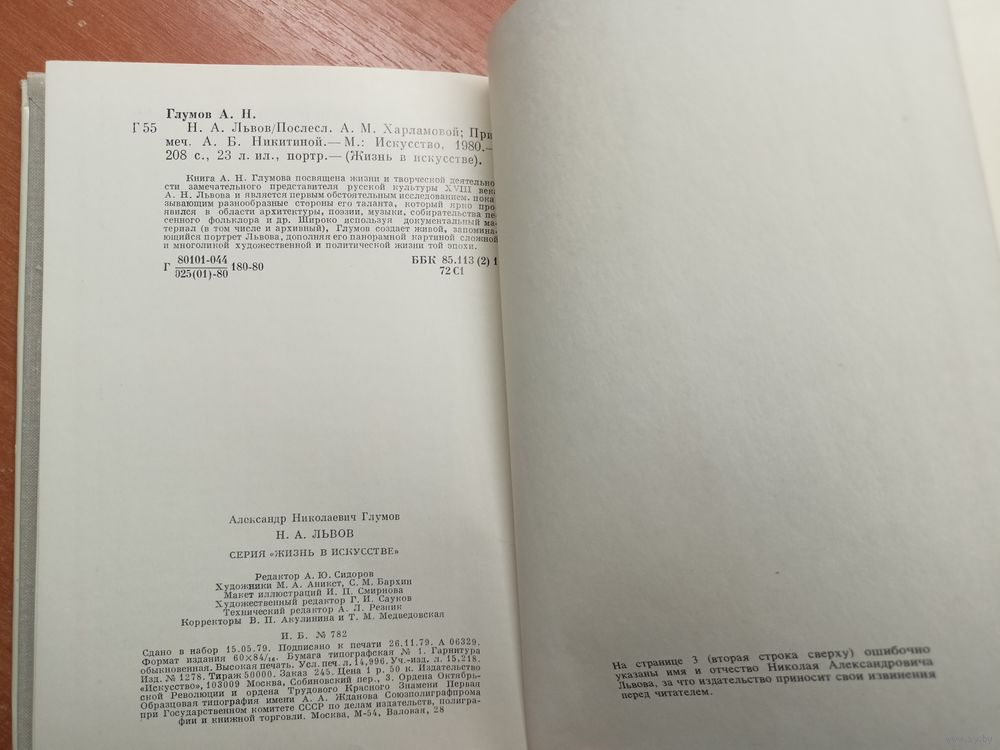 Глумов А. Н.
Г 55 Н. А. Львов/Послесл. А. М. Харламовой; При
меч. А. Б. Никитиной.— М.: Искусство, 1980.—
208 с., 23 л. ил., портр.— (Жизнь в искусстве).
Книга А. Н. Глумова посвящена жизни и творческой деятельно
сти замечательного представителя русской культуры XVIII века
А. Н. Львова и является первым обстоятельным исследованием, пока
зывающим разнообразные стороны его таланта, который ярко про
явился в области архитектуры, поэзии, музыки, собирательства пе
сенного фольклора и др. Широко используя документальный ма
териал (в том числе и архивный), Глумов создает живой, запомина
ющийся портрет Львова, дополняя его панорамной картиной сложной
и многоликой художественной и политической жизни той эпохи.
Г 80101-044 180-80
025(01)-80
ББК 85.113 (2) 1
72 С1
Александр Николаевич Глумов
Н. А. ЛЬВОВ
СЕРИЯ «ЖИЗНЬ В ИСКУССТВЕ»
Редактор А. Ю. Сидоров
Художники М. А. Аникст, С. М. Бархин
Макет иллюстраций И. П. Смирнова
Художественный редактор Г. И. Сауков
Технический редактор А. Л. Резник
Корректоры В. П. Акулинина и Т. М. Медведовская
И. Б. № 782
Сдано в набор 15.05.79. Подписано к печати 26.11.79. А 06329.
Формат издания 60×84/16. Бумага типографская № 1. Гарнитура
обыкновенная. Высокая печать. Усл. печ. л. 14,996. Уч.-изд. л. 15,218.
Изд. № 1278. Тираж 50000. Заказ 245. Цена 1 р. 50 к. Издательство
«Искусство», 103009 Москва, Собиновский пер., 3. Ордена Октябрь-
ской Революции и ордена Трудового Красного Знамени Первая
Образцовая типография имени А. А. Жданова Союзполиграфпрома
при Государственном комитете СССР по делам издательств, полигра-
фии и книжной торговли. Москва, М-54, Валовая, 28
На странице 3 (вторая строка сверху) ошибочно
указаны имя и отчество Николая Александровича
Львова, за что издательство приносит свои извинения
перед читателем.